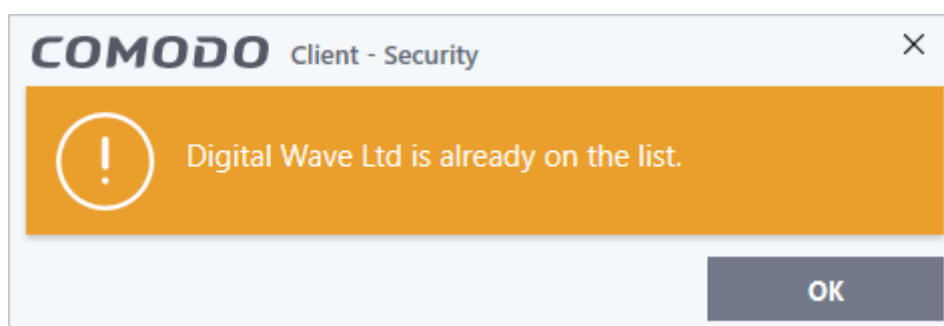 COMODO Client - Security
Digital Wave Ltd is already on the list.
OK